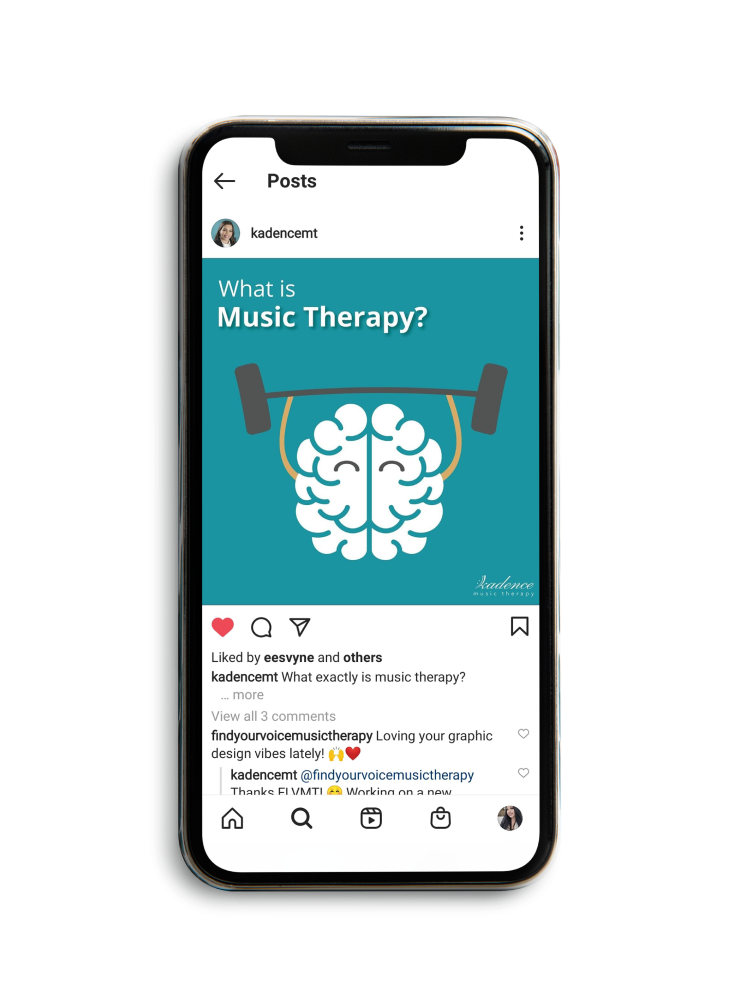 Posts
kadencemt
What is
Music Therapy?
kadence
music therapy
Liked by eesvyne and others
kadencemt What exactly is music therapy?
... more
View all 3 comments
findyourvoicemusictherapy Loving your graphic
design vibes lately! 🙌❤️
kadencemt @findyourvoicemusictherapy
Thanks FLVMT! 😊 Working on a new